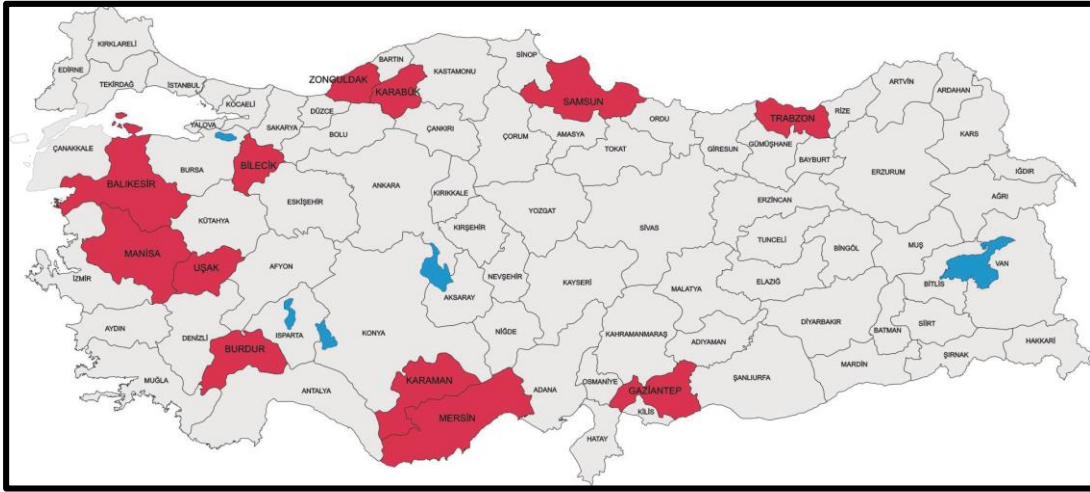 KIRKLARELİ
EDİRNE
TEKİRDAĞ
İSTANBUL
KOCAELİ
YALOVA
SAKARYA
DÜZCE
BOLU
ZONGULDAK
BARTIN
KARABÜK
KASTAMONU
SİNOP
ÇANKIRI
SAMSUN
ÇORUM
AMASYA
TOKAT
ORDU
GİRESUN
TRABZON
GÜMÜŞHANE
BAYBURT
RİZE
ARTVİN
ARDAHAN
KARS
IĞDIR
AĞRI
ERZURUM
ERZİNCAN
ÇANAKKALE
BALIKESİR
BURSA
BİLECİK
KÜTAHYA
ESKİŞEHİR
ANKARA
KIRIKKALE
KIRŞEHİR
YOZGAT
SİVAS
TUNCELİ
BİNGÖL
MUŞ
BİTLİS
VAN
MANİSA
UŞAK
AFYON
İZMİR
AYDIN
DENİZLİ
MUĞLA
BURDUR
ISPARTA
ANTALYA
KONYA
AKSARAY
NEVŞEHİR
NİĞDE
KAYSERİ
MALATYA
ELAZIĞ
DİYARBAKIR
BATMAN
SİİRT
ŞIRNAK
HAKKARİ
MARDİN
ŞANLIURFA
ADIYAMAN
KAHRAMANMARAŞ
KARAMAN
MERSİN
ADANA
OSMANİYE
GAZİANTEP
KİLİS
HATAY